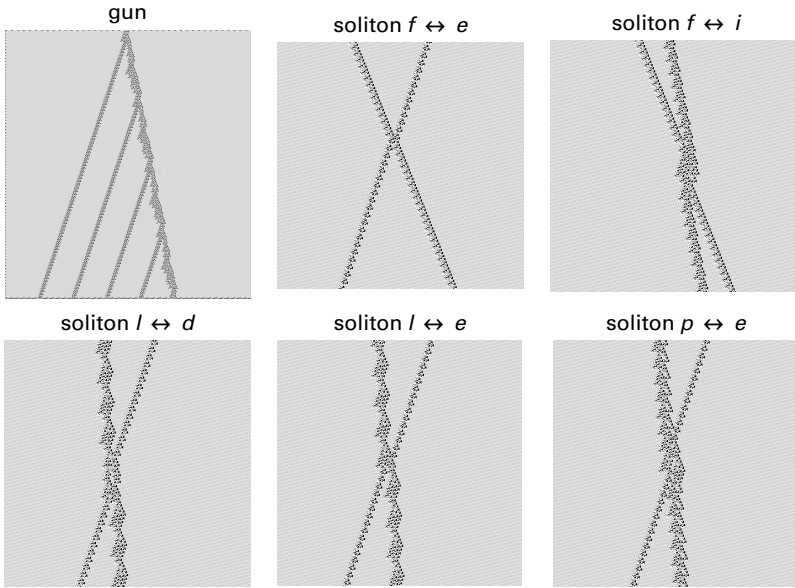 gun
soliton f ↔ e
soliton f ↔ i
soliton l ↔ d
soliton l ↔ e
soliton p ↔ e